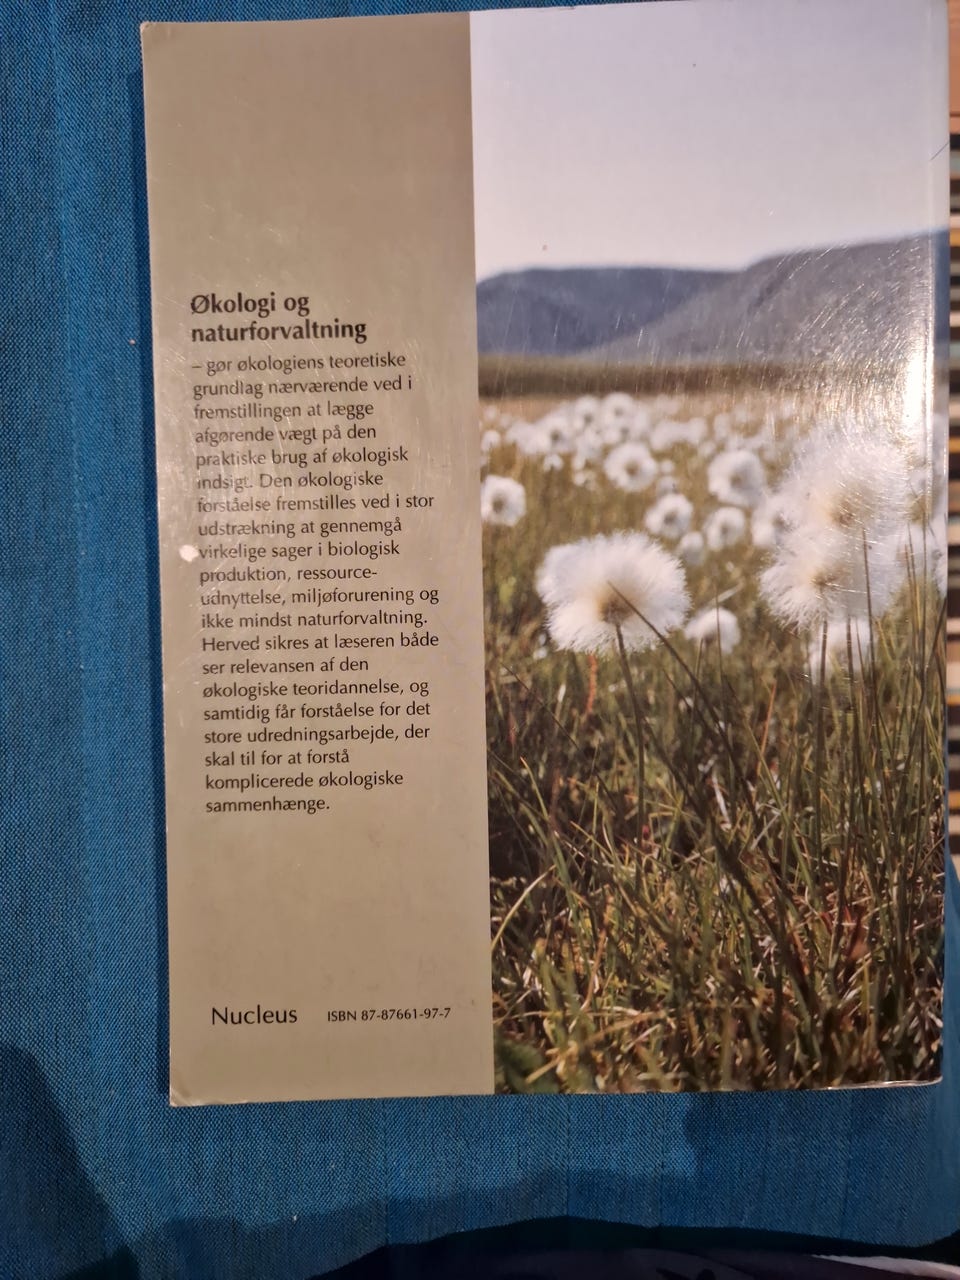 Økologi og
naturforvaltning
– gør økologiens teoretiske
grundlag nærværende ved i
fremstillingen at lægge
afgørende vægt på den
praktiske brug af økologisk
indsigt. Den økologiske
forståelse fremstilles ved i stor
udstrækning at gennemgå
virkelige sager i biologisk
produktion, ressource-
udnyttelse, miljøforurening og
ikke mindst naturforvaltning.
Herved sikres at læseren både
ser relevansen af den
økologiske teoridannelse, og
samtidig får forståelse for det
store udredningsarbejde, der
skal til for at forstå
komplicerede økologiske
sammenhænge.
Nucleus ISBN 87-87661-97-7